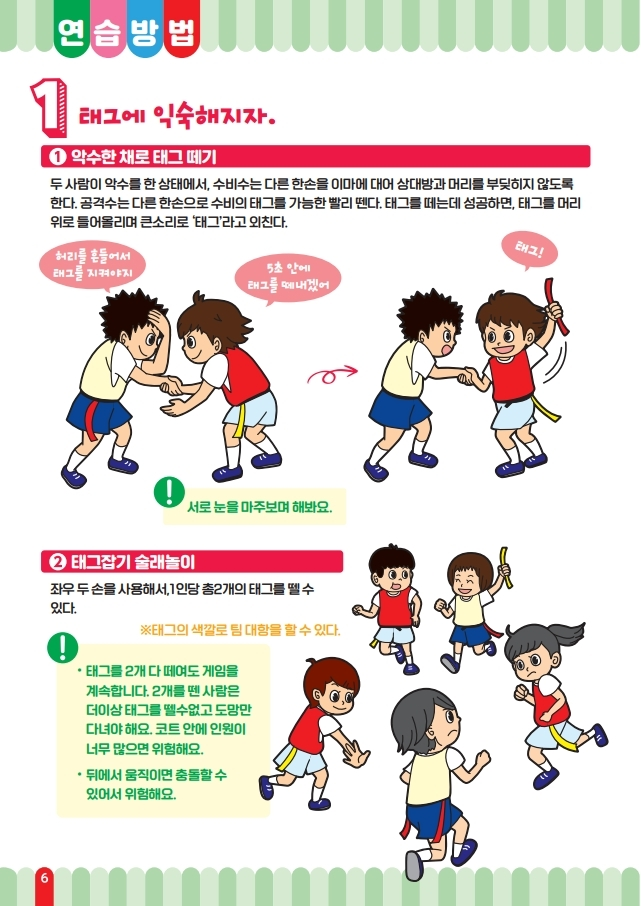 연습방법
1 태그에 익숙해지자.
1 악수한 채로 태그 떼기
두 사람이 악수를 한 상태에서, 수비수는 다른 한손을 이마에 대어 상대방과 머리를 부딪히지 않도록
한다. 공격수는 다른 한손으로 수비의 태그를 가능한 빨리 뗀다. 태그를 떼는데 성공하면, 태그를 머리
위로 들어올리며 큰소리로 '태그'라고 외친다.
허리를 흔들어서
태그를 지켜야지
5초 안에
태그를 떼내겠어
태그!
!
서로 눈을 마주보며 해봐요.
2 태그잡기 술래놀이
좌우 두 손을 사용해서,1인당 총2개의 태그를 뗄 수
있다.
※태그의 색깔로 팀 대항을 할 수 있다.
!
• 태그를 2개 다 떼여도 게임을
계속합니다. 2개를 뗀 사람은
더이상 태그를 뗄수없고 도망만
다녀야 해요. 코트 안에 인원이
너무 많으면 위험해요.
• 뒤에서 움직이면 충돌할 수
있어서 위험해요.
6